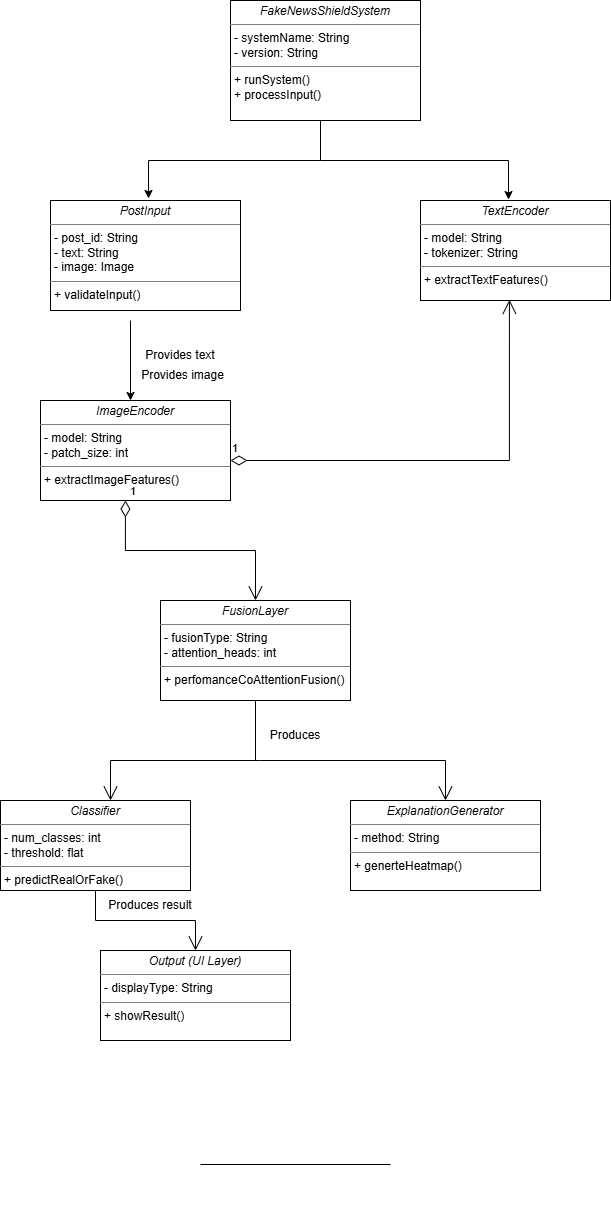 FakeNewsShieldSystem
- systemName: String
- version: String
+ runSystem()
+ processInput()
PostInput
- post_id: String
- text: String
- image: Image
+ validateInput()
TextEncoder
- model: String
- tokenizer: String
+ extractTextFeatures()
Provides text
Provides image
ImageEncoder
- model: String
- patch_size: int
+ extractImageFeatures()
1
1
FusionLayer
- fusionType: String
- attention_heads: int
+ perfomanceCoAttentionFusion()
Produces
Classifier
- num_classes: int
- threshold: flat
+ predictRealOrFake()
ExplanationGenerator
- method: String
+ generteHeatmap()
Produces result
Output (UI Layer)
- displayType: String
+ showResult()